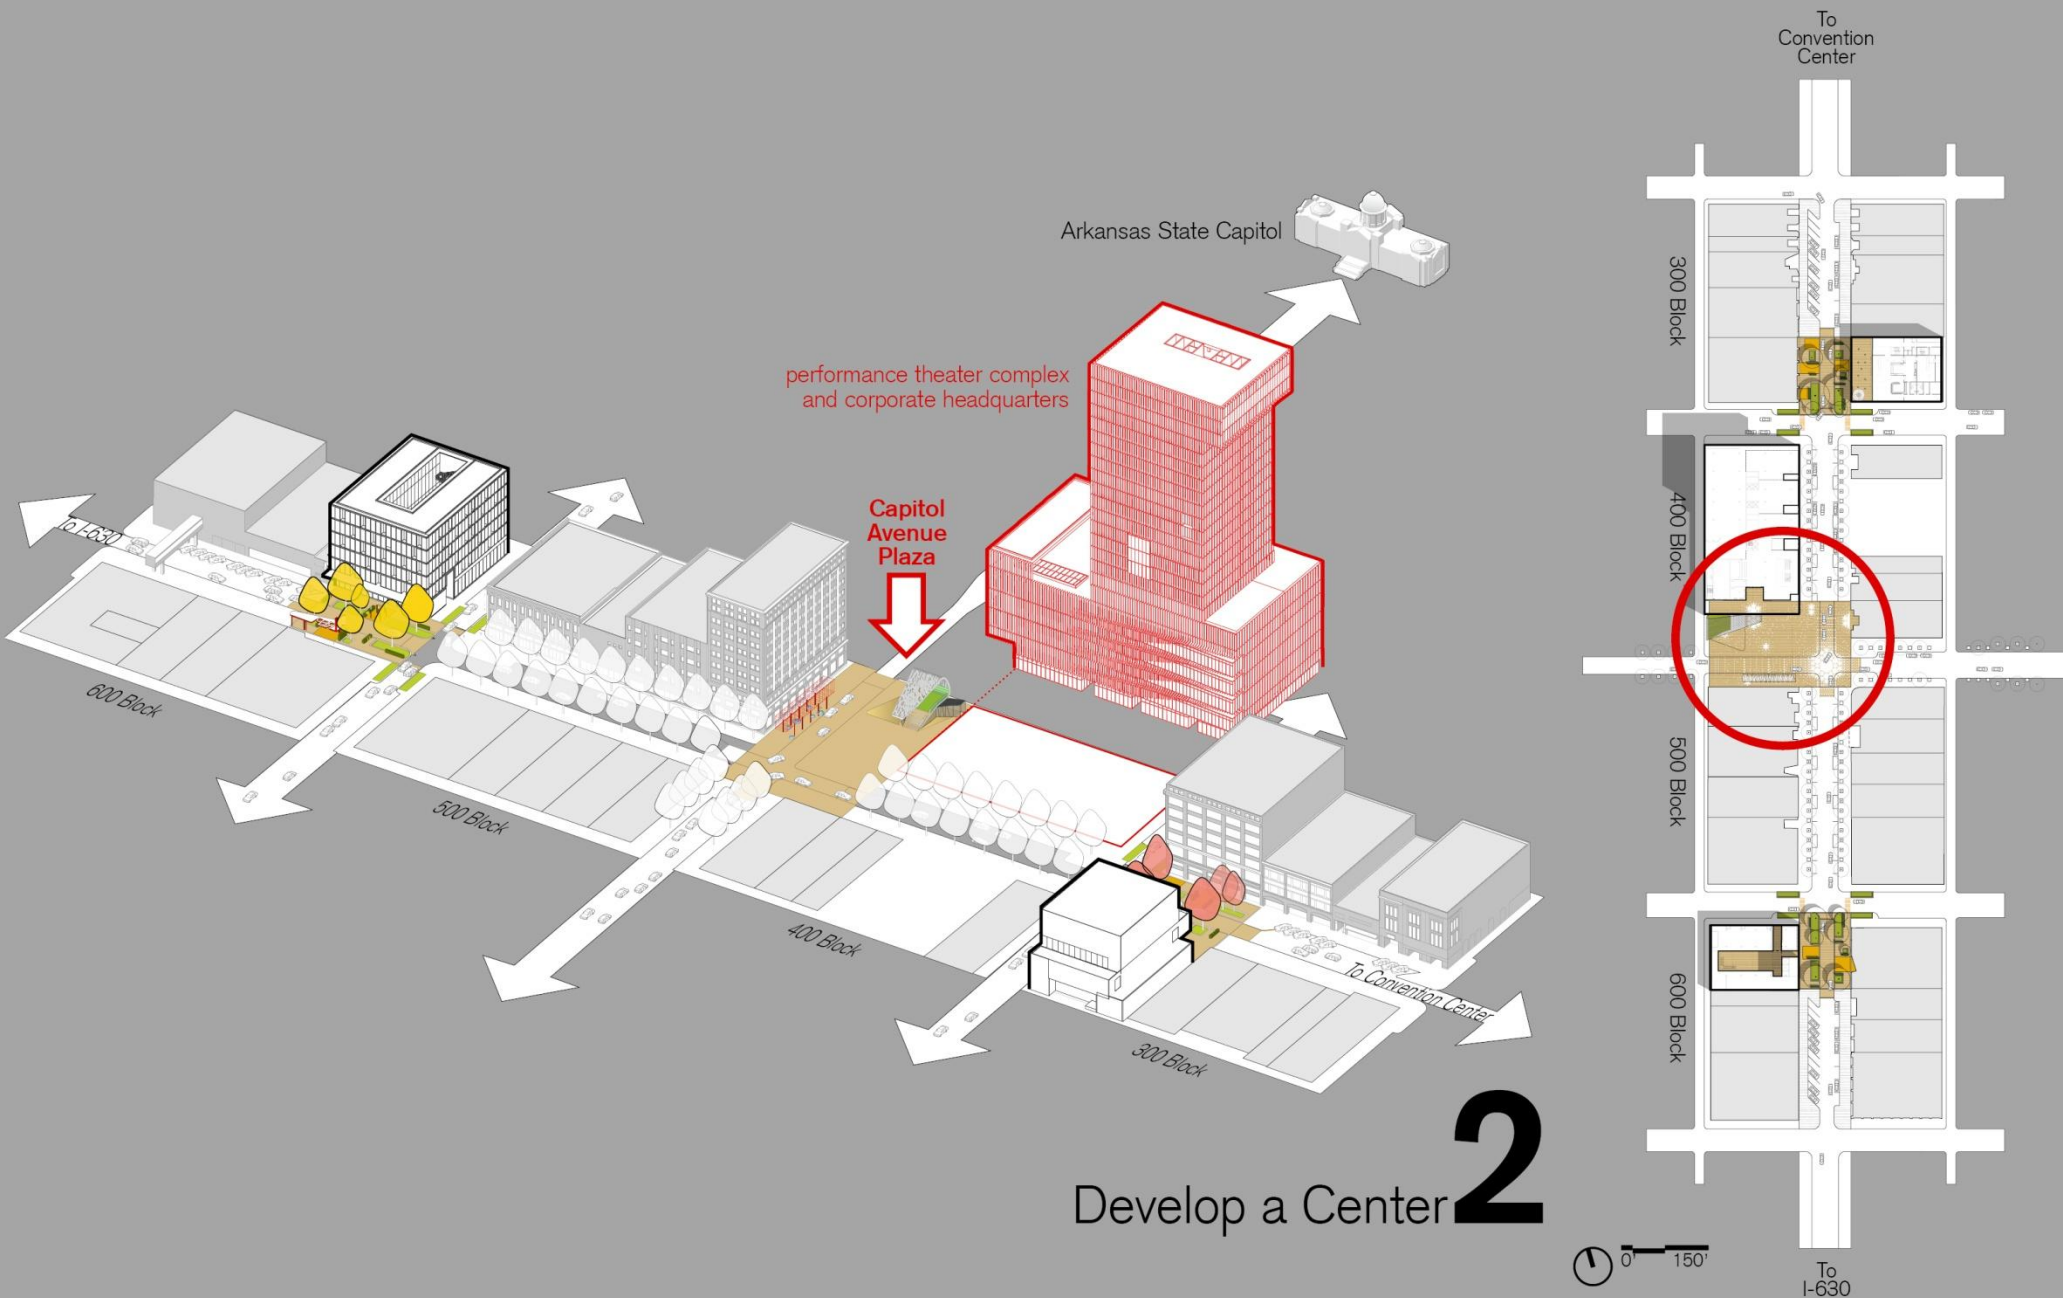 To
Convention
Center
Arkansas State Capitol
performance theater complex
and corporate headquarters
Capitol
Avenue
Plaza
To I-630
600 Block
500 Block
400 Block
300 Block
To Convention Center
300 Block
400 Block
500 Block
600 Block
Develop a Center 2
0' 150'
To
I-630